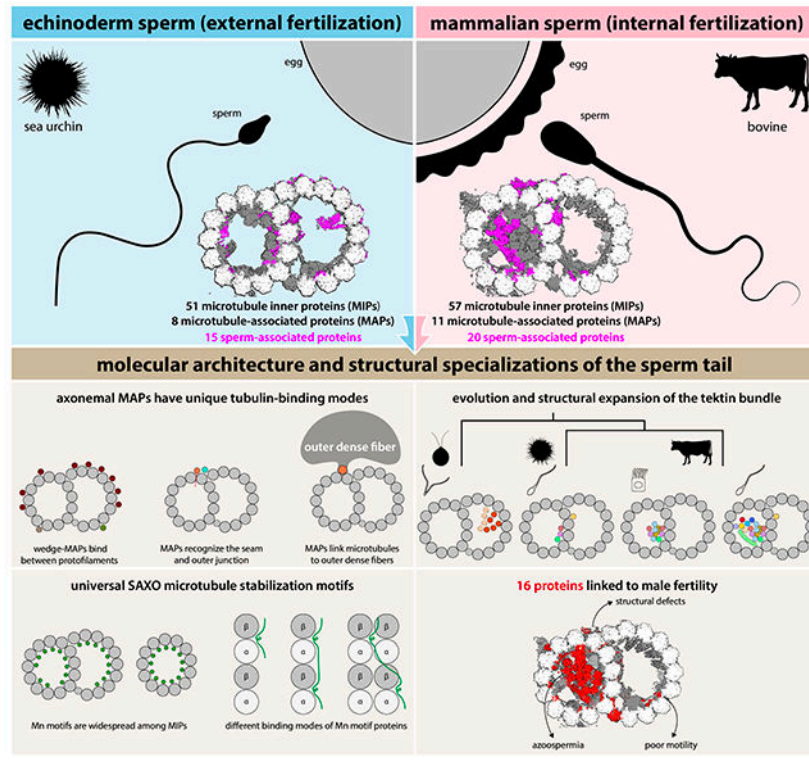 echinoderm sperm (external fertilization)
mammalian sperm (internal fertilization)
egg
egg
sperm
sperm
sea urchin
bovine
51 microtubule inner proteins (MIPs)
8 microtubule-associated proteins (MAPs)
15 sperm-associated proteins
57 microtubule inner proteins (MIPs)
11 microtubule-associated proteins (MAPs)
20 sperm-associated proteins
molecular architecture and structural specializations of the sperm tail
axonemal MAPs have unique tubulin-binding modes
outer dense fiber
wedge-MAPs bind
between protofilaments
MAPs recognize the seam
and outer junction
MAPs link microtubules
to outer dense fibers
evolution and structural expansion of the tektin bundle
universal SAXO microtubule stabilization motifs
β β β β
α α α α
β β β β
α α α α
Mn motifs are widespread among MIPs
different binding modes of Mn motif proteins
16 proteins linked to male fertility
structural defects
azoospermia
poor motility